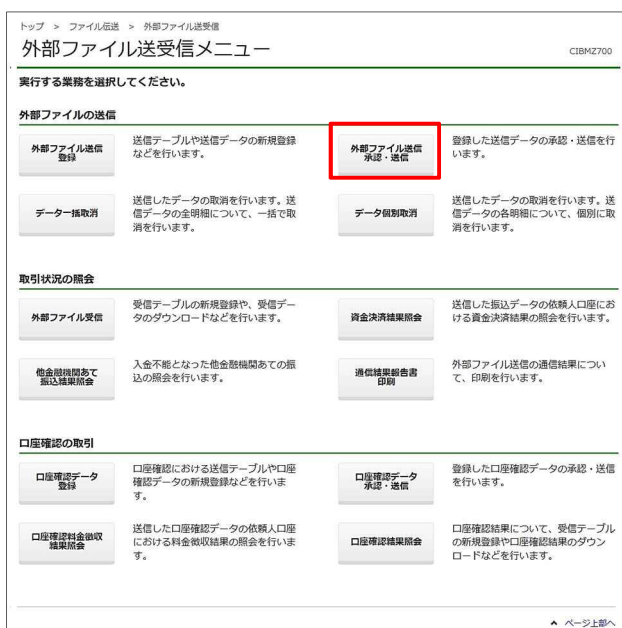 トップ > ファイル伝送 > 外部ファイル送受信
外部ファイル送受信メニュー
CIBMZ700
実行する業務を選択してください。
外部ファイルの送信
外部ファイル送信
登録
送信テーブルや送信データの新規登録
などを行います。
外部ファイル送信
承認・送信
登録した送信データの承認・送信を行
います。
データ一括取消
送信したデータの取消を行います。送
信データの全明細について、一括で取
消を行います。
データ個別取消
送信したデータの取消を行います。送
信データの各明細について、個別に取
消を行います。
取引状況の照会
外部ファイル受信
受信テーブルの新規登録や、受信デー
タのダウンロードなどを行います。
資金決済結果照会
送信した振込データの依頼人口座にお
ける資金決済結果の照会を行います。
他金融機関あて
振込結果照会
入金不能となった他金融機関あての振
込の照会を行います。
通信結果報告書
印刷
外部ファイル送信の通信結果につい
て、印刷を行います。
口座確認の取引
口座確認データ
登録
口座確認における送信テーブルや口座
確認データの新規登録などを行いま
す。
口座確認データ
承認・送信
登録した口座確認データの承認・送信
を行います。
口座確認料金徴収
結果照会
送信した口座確認データの依頼人口座
における料金徴収結果の照会を行いま
す。
口座確認結果照会
口座確認結果について、受信テーブル
の新規登録や口座確認結果のダウン
ロードなどを行います。
ページ上部へ